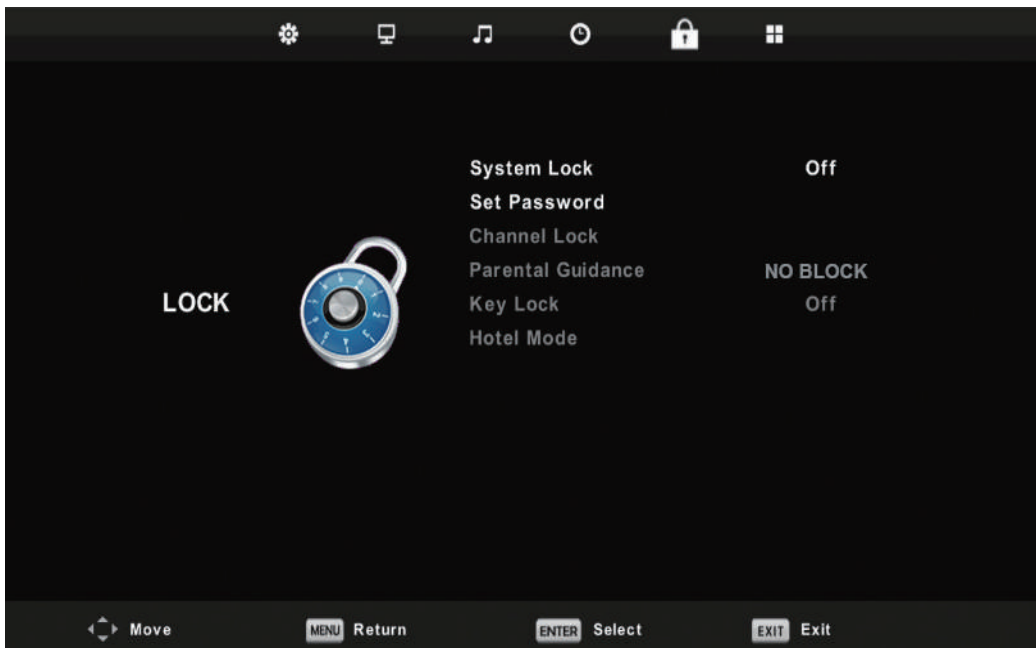 System Lock Off
Set Password
Channel Lock
Parental Guidance NO BLOCK
LOCK
Key Lock Off
Hotel Mode
Move MENU Return ENTER Select EXIT Exit